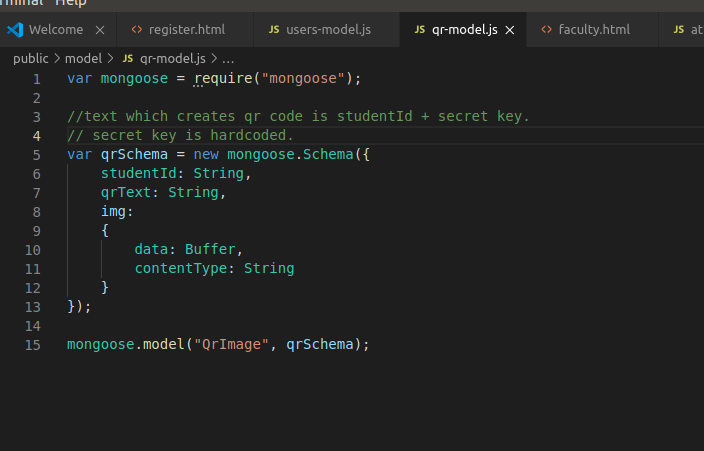 rminal Help
Welcome register.html JS users-model.js JS qr-model.js faculty.html JS at
public > model > JS qr-model.js > ...
1 var mongoose = require("mongoose");
2
3 //text which creates qr code is studentId + secret key.
4 // secret key is hardcoded.
5 var qrSchema = new mongoose.Schema({
6     studentId: String,
7     qrText: String,
8     img:
9     {
10         data: Buffer,
11         contentType: String
12     }
13 });
14
15 mongoose.model("QrImage", qrSchema);